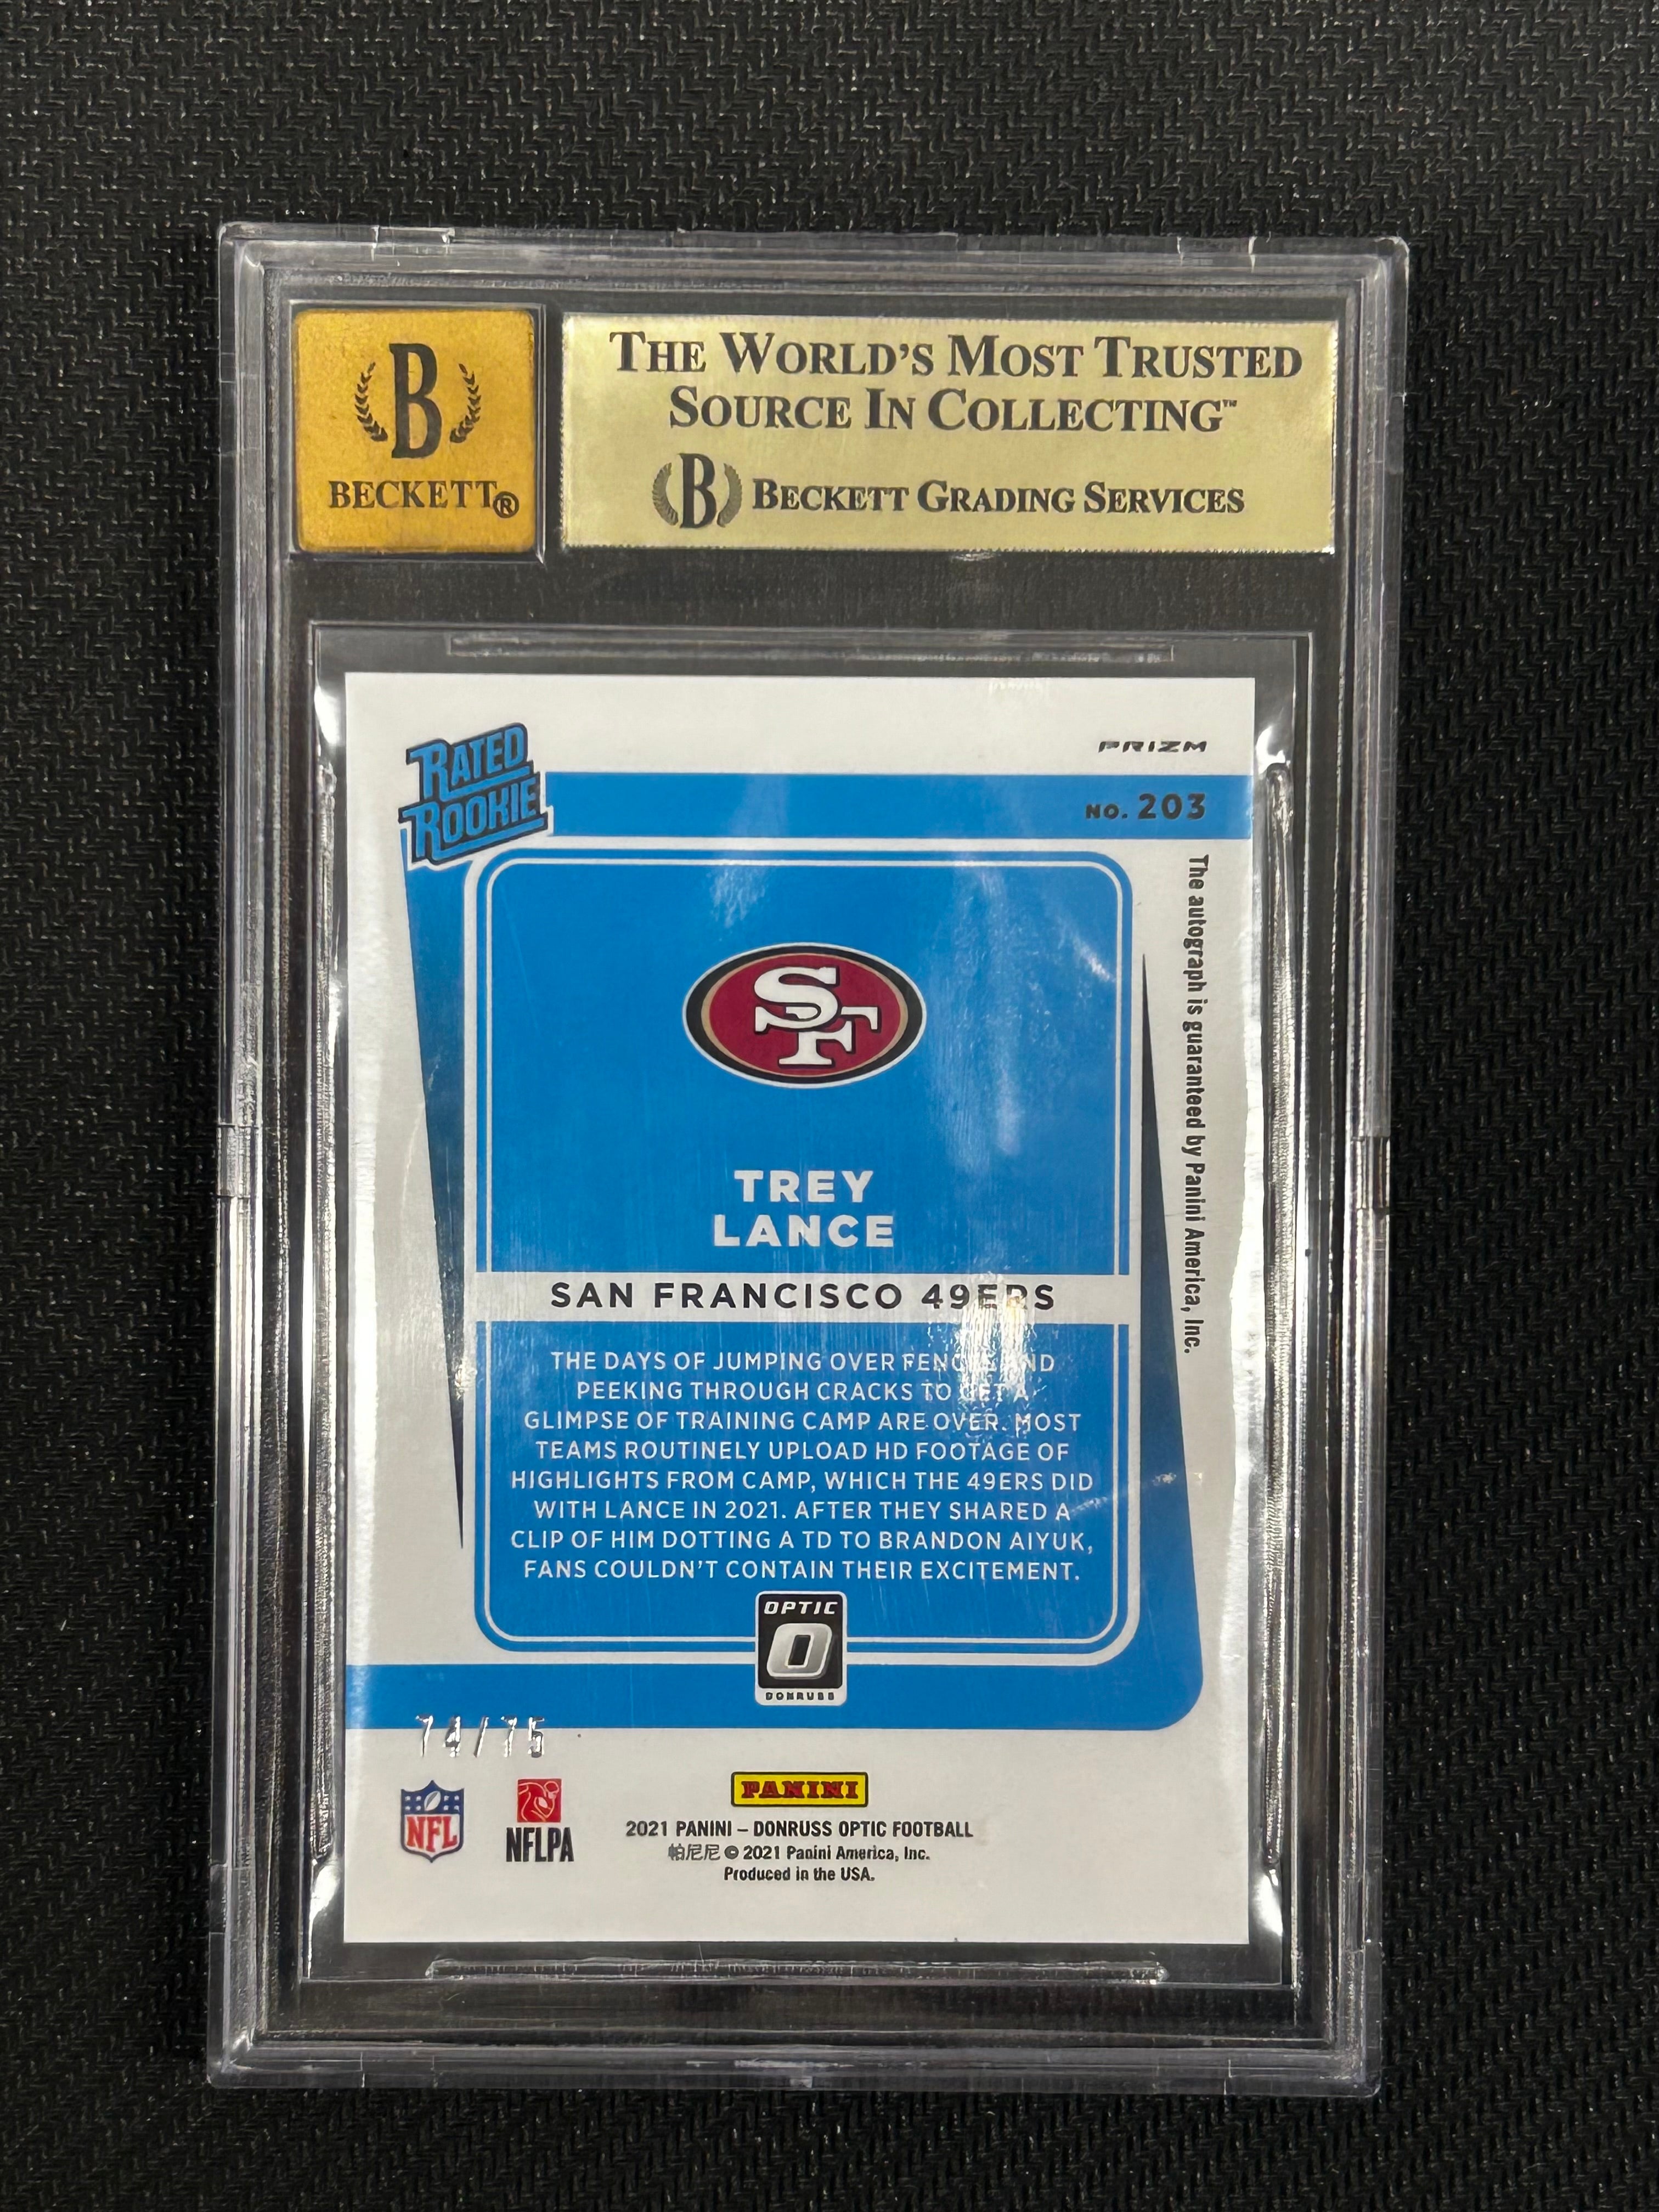 B
BECKETT®
THE WORLD'S MOST TRUSTED
SOURCE IN COLLECTING™
B BECKETT GRADING SERVICES
RATED
ROOKIE
PRIZM
NO. 203
The autograph is guaranteed by Panini America, Inc.
SF
TREY
LANCE
SAN FRANCISCO 49ERS
THE DAYS OF JUMPING OVER FENCES AND
PEEKING THROUGH CRACKS TO GET A
GLIMPSE OF TRAINING CAMP ARE OVER. MOST
TEAMS ROUTINELY UPLOAD HD FOOTAGE OF
HIGHLIGHTS FROM CAMP, WHICH THE 49ERS DID
WITH LANCE IN 2021. AFTER THEY SHARED A
CLIP OF HIM DOTTING A TD TO BRANDON AIYUK,
FANS COULDN'T CONTAIN THEIR EXCITEMENT.
OPTIC
O
DONRUSS
74/75
NFL
NFLPA
PANINI
2021 PANINI – DONRUSS OPTIC FOOTBALL
帕尼尼 © 2021 Panini America, Inc.
Produced in the USA.